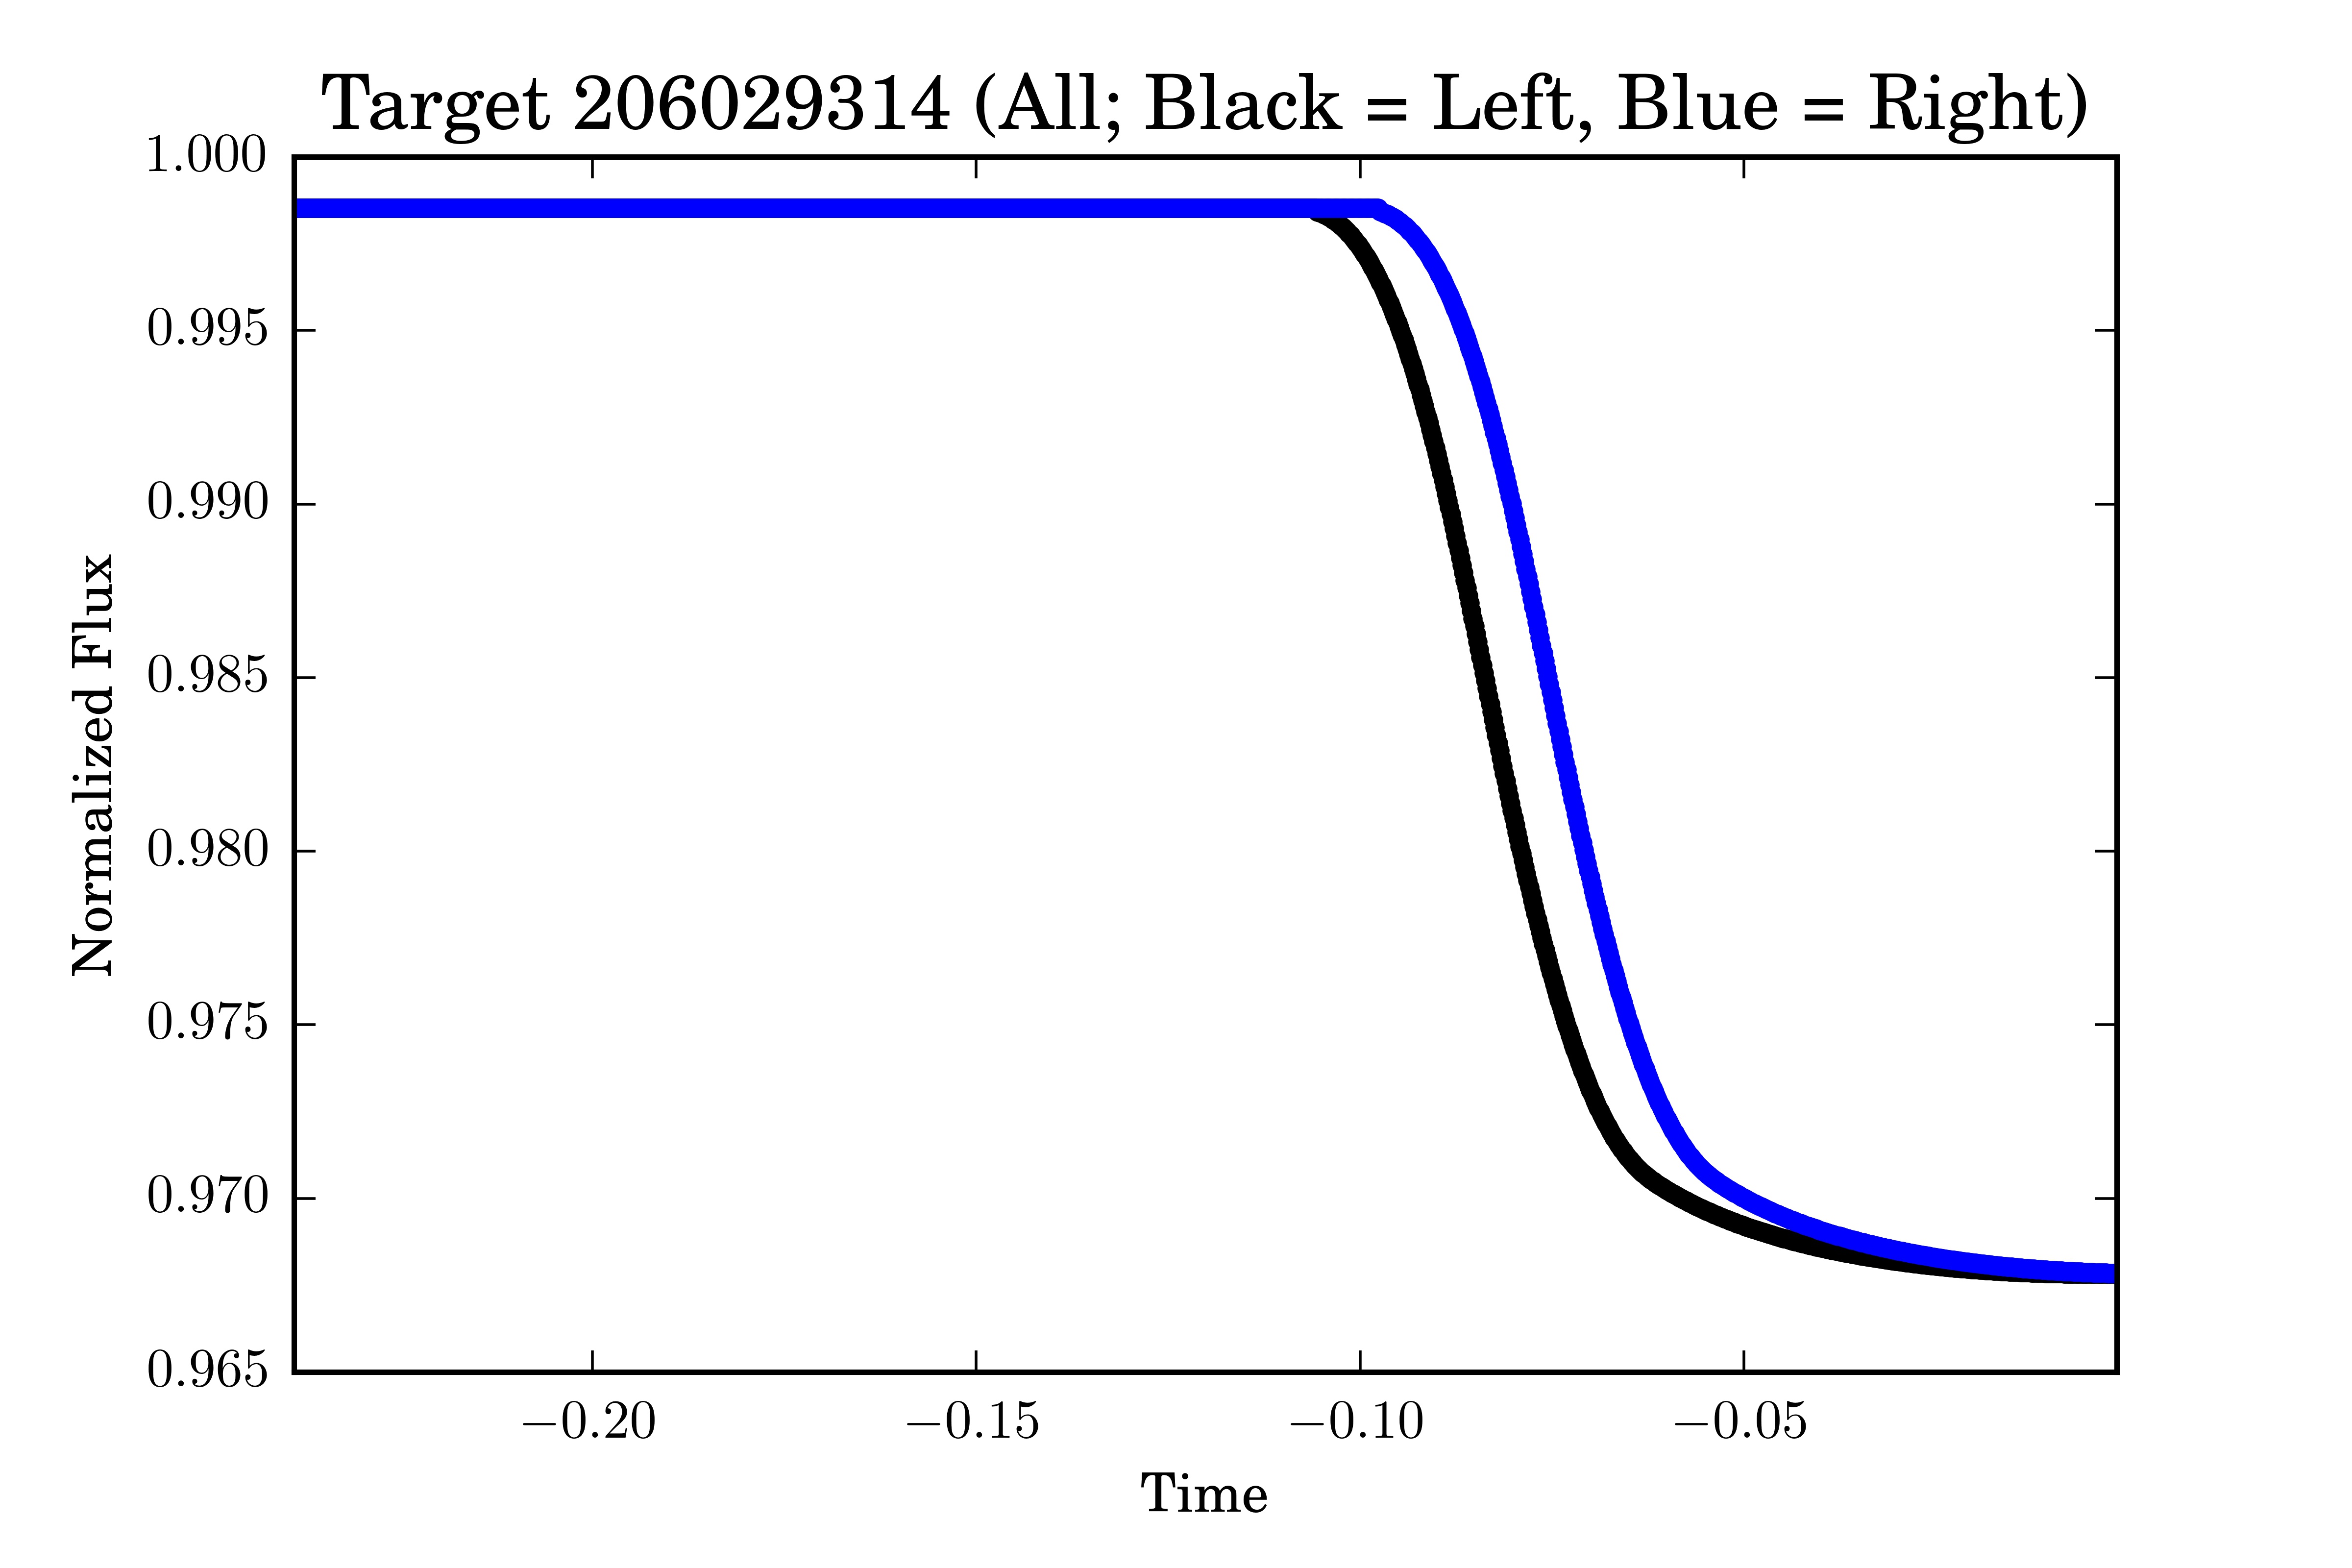 Target 206029314 (All; Black = Left, Blue = Right)
1.000
0.995
0.990
0.985
0.980
0.975
0.970
0.965
Normalized Flux
−0.20 −0.15 −0.10 −0.05
Time